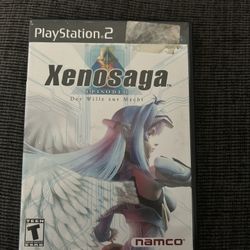 PlayStation 2
Xenosaga
EPISODE I
Der Wille zur Macht
TEEN
T
namco